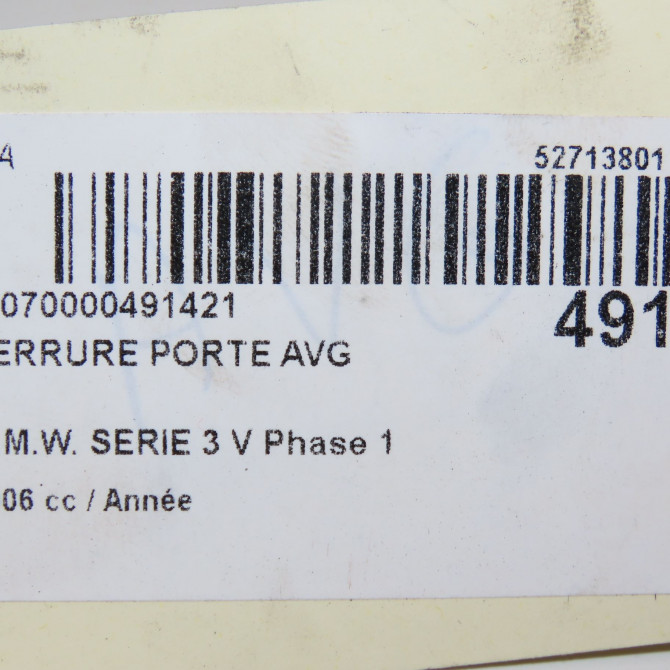 A 52713801
070000491421 491
ERRURE PORTE AVG
M.W. SERIE 3 V Phase 1
06 cc / Année